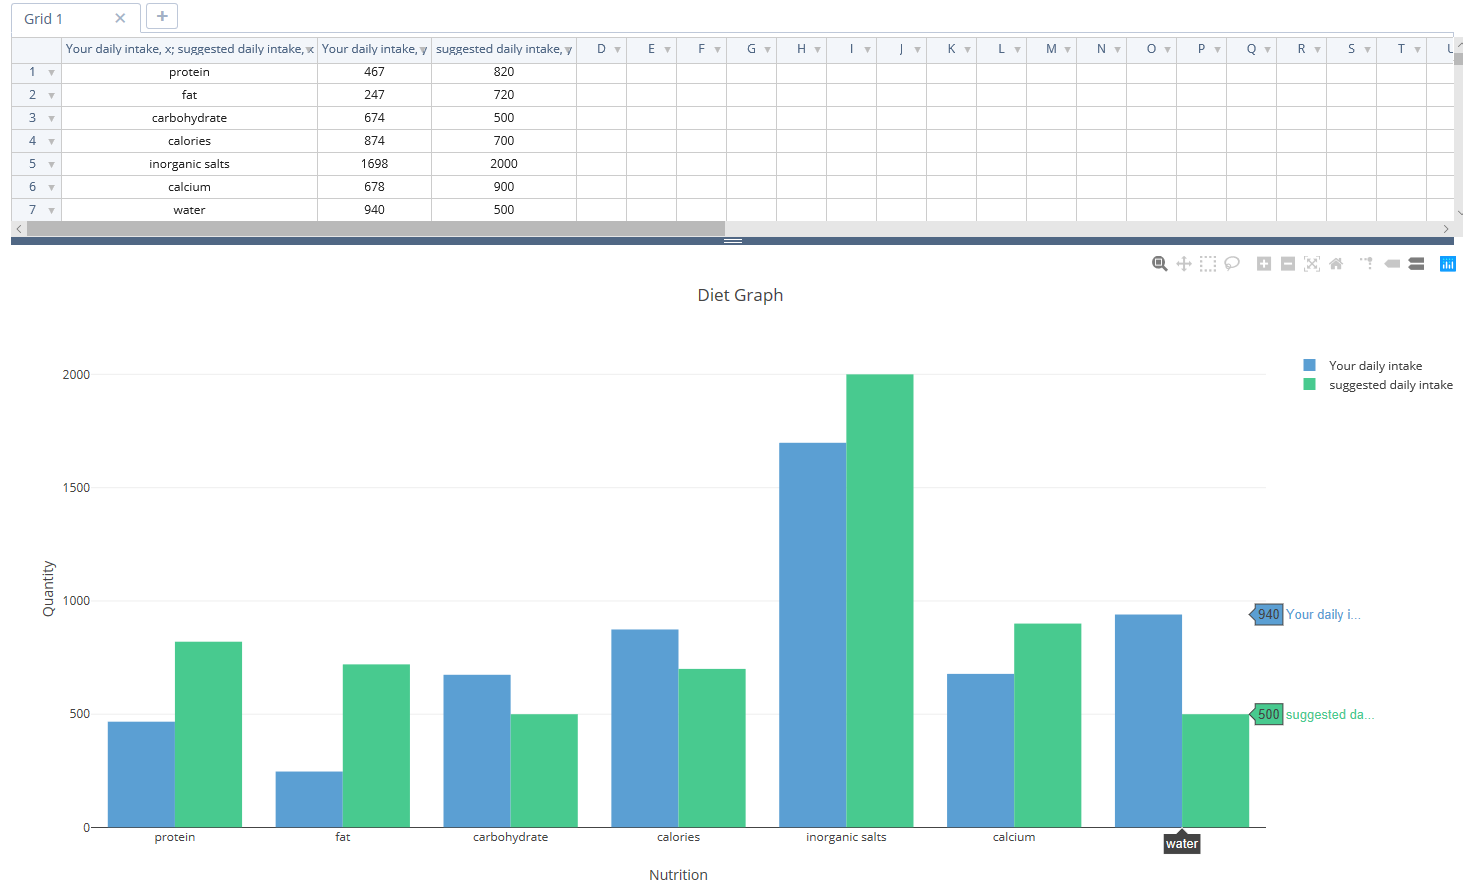 Grid 1 ✕ +
Your daily intake, x; suggested daily intake, x Your daily intake, y suggested daily intake, y D E F G H I J K L M N O P Q R S T U
1 protein 467 820
2 fat 247 720
3 carbohydrate 674 500
4 calories 874 700
5 inorganic salts 1698 2000
6 calcium 678 900
7 water 940 500
Diet Graph
Your daily intake
suggested daily intake
2000
1500
1000
500
0
Quantity
940 Your daily i...
500 suggested da...
protein fat carbohydrate calories inorganic salts calcium water
Nutrition